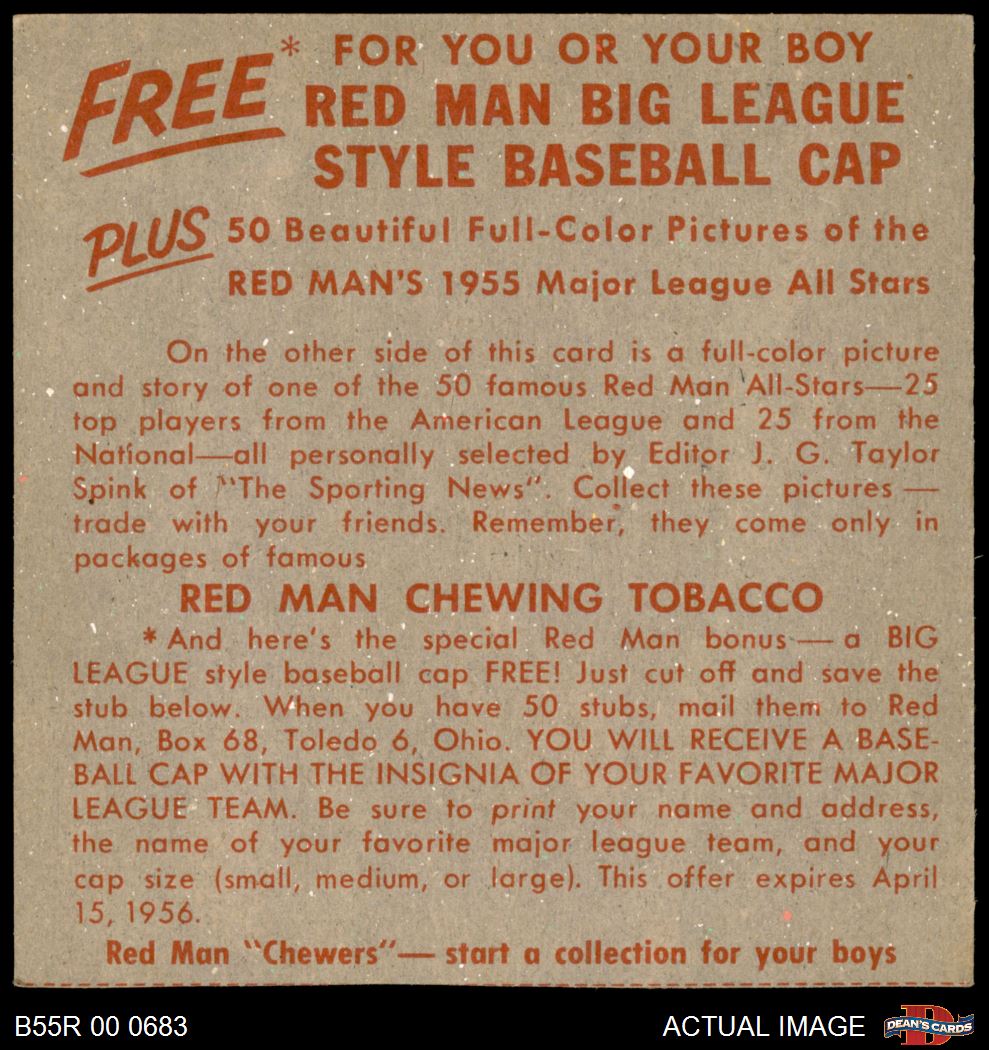 FREE* FOR YOU OR YOUR BOY
RED MAN BIG LEAGUE
STYLE BASEBALL CAP
PLUS 50 Beautiful Full-Color Pictures of the
RED MAN'S 1955 Major League All Stars
On the other side of this card is a full-color picture
and story of one of the 50 famous Red Man All-Stars—25
top players from the American League and 25 from the
National—all personally selected by Editor J. G. Taylor
Spink of "The Sporting News". Collect these pictures —
trade with your friends. Remember, they come only in
packages of famous
RED MAN CHEWING TOBACCO
* And here's the special Red Man bonus — a BIG
LEAGUE style baseball cap FREE! Just cut off and save the
stub below. When you have 50 stubs, mail them to Red
Man, Box 68, Toledo 6, Ohio. YOU WILL RECEIVE A BASE-
BALL CAP WITH THE INSIGNIA OF YOUR FAVORITE MAJOR
LEAGUE TEAM. Be sure to print your name and address,
the name of your favorite major league team, and your
cap size (small, medium, or large). This offer expires April
15, 1956.
Red Man "Chewers"— start a collection for your boys
B55R 00 0683
ACTUAL IMAGE
DEAN'S CARDS